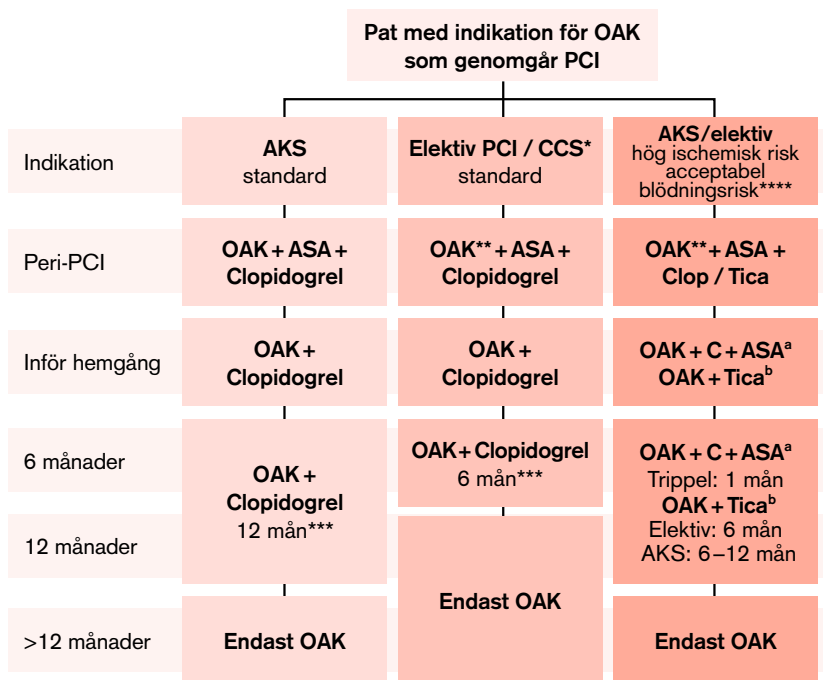 Pat med indikation för OAK
som genomgår PCI
Indikation
AKS
standard
Elektiv PCI / CCS*
standard
AKS/elektiv
hög ischemisk risk
acceptabel
blödningsrisk****
Peri-PCI
OAK + ASA +
Clopidogrel
OAK** + ASA +
Clopidogrel
OAK** + ASA +
Clop / Tica
Inför hemgång
OAK +
Clopidogrel
OAK +
Clopidogrel
OAK + C + ASAᵃ
OAK + Ticaᵇ
6 månader
12 månader
OAK +
Clopidogrel
12 mån***
OAK + Clopidogrel
6 mån***
OAK + C + ASAᵃ
Trippel: 1 mån
OAK + Ticaᵇ
Elektiv: 6 mån
AKS: 6–12 mån
>12 månader
Endast OAK
Endast OAK
Endast OAK